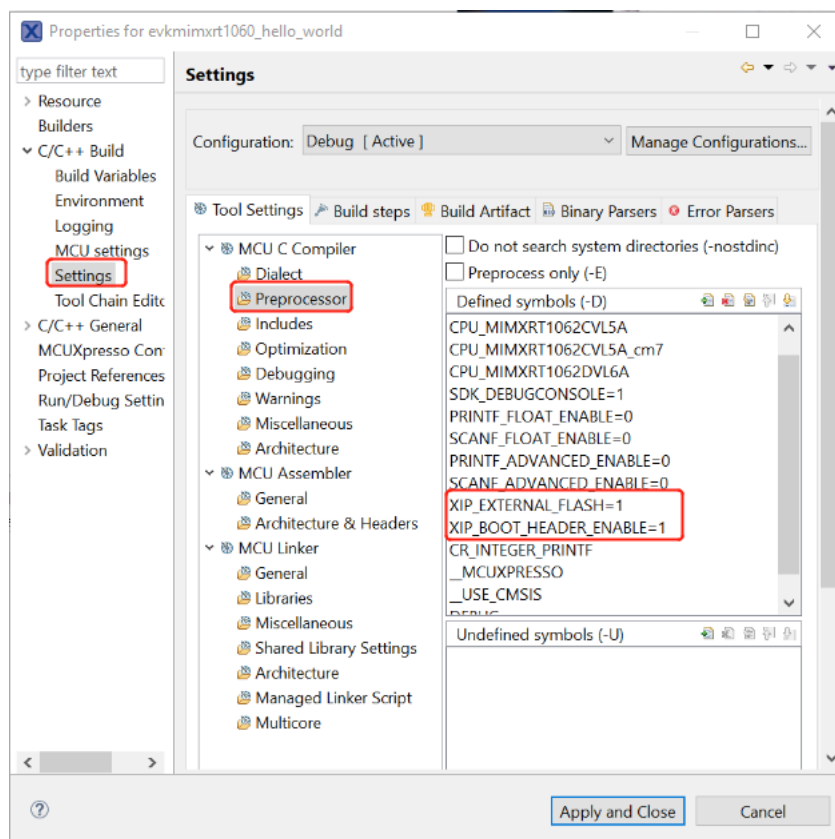 Properties for evkmimxrt1060_hello_world
type filter text
Resource
Builders
C/C++ Build
Build Variables
Environment
Logging
MCU settings
Settings
Tool Chain Edito
C/C++ General
MCUXpresso Con
Project References
Run/Debug Settin
Task Tags
Validation
Settings
Configuration: Debug [ Active ]
Manage Configurations...
Tool Settings
Build steps
Build Artifact
Binary Parsers
Error Parsers
MCU C Compiler
Dialect
Preprocessor
Includes
Optimization
Debugging
Warnings
Miscellaneous
Architecture
MCU Assembler
General
Architecture & Headers
MCU Linker
General
Libraries
Miscellaneous
Shared Library Settings
Architecture
Managed Linker Script
Multicore
Do not search system directories (-nostdinc)
Preprocess only (-E)
Defined symbols (-D)
CPU_MIMXRT1062CVL5A
CPU_MIMXRT1062CVL5A_cm7
CPU_MIMXRT1062DVL6A
SDK_DEBUGCONSOLE=1
PRINTF_FLOAT_ENABLE=0
SCANF_FLOAT_ENABLE=0
PRINTF_ADVANCED_ENABLE=0
SCANF_ADVANCED_ENABLE=0
XIP_EXTERNAL_FLASH=1
XIP_BOOT_HEADER_ENABLE=1
CR_INTEGER_PRINTF
__MCUXPRESSO
__USE_CMSIS
DEBUG
Undefined symbols (-U)
Apply and Close
Cancel